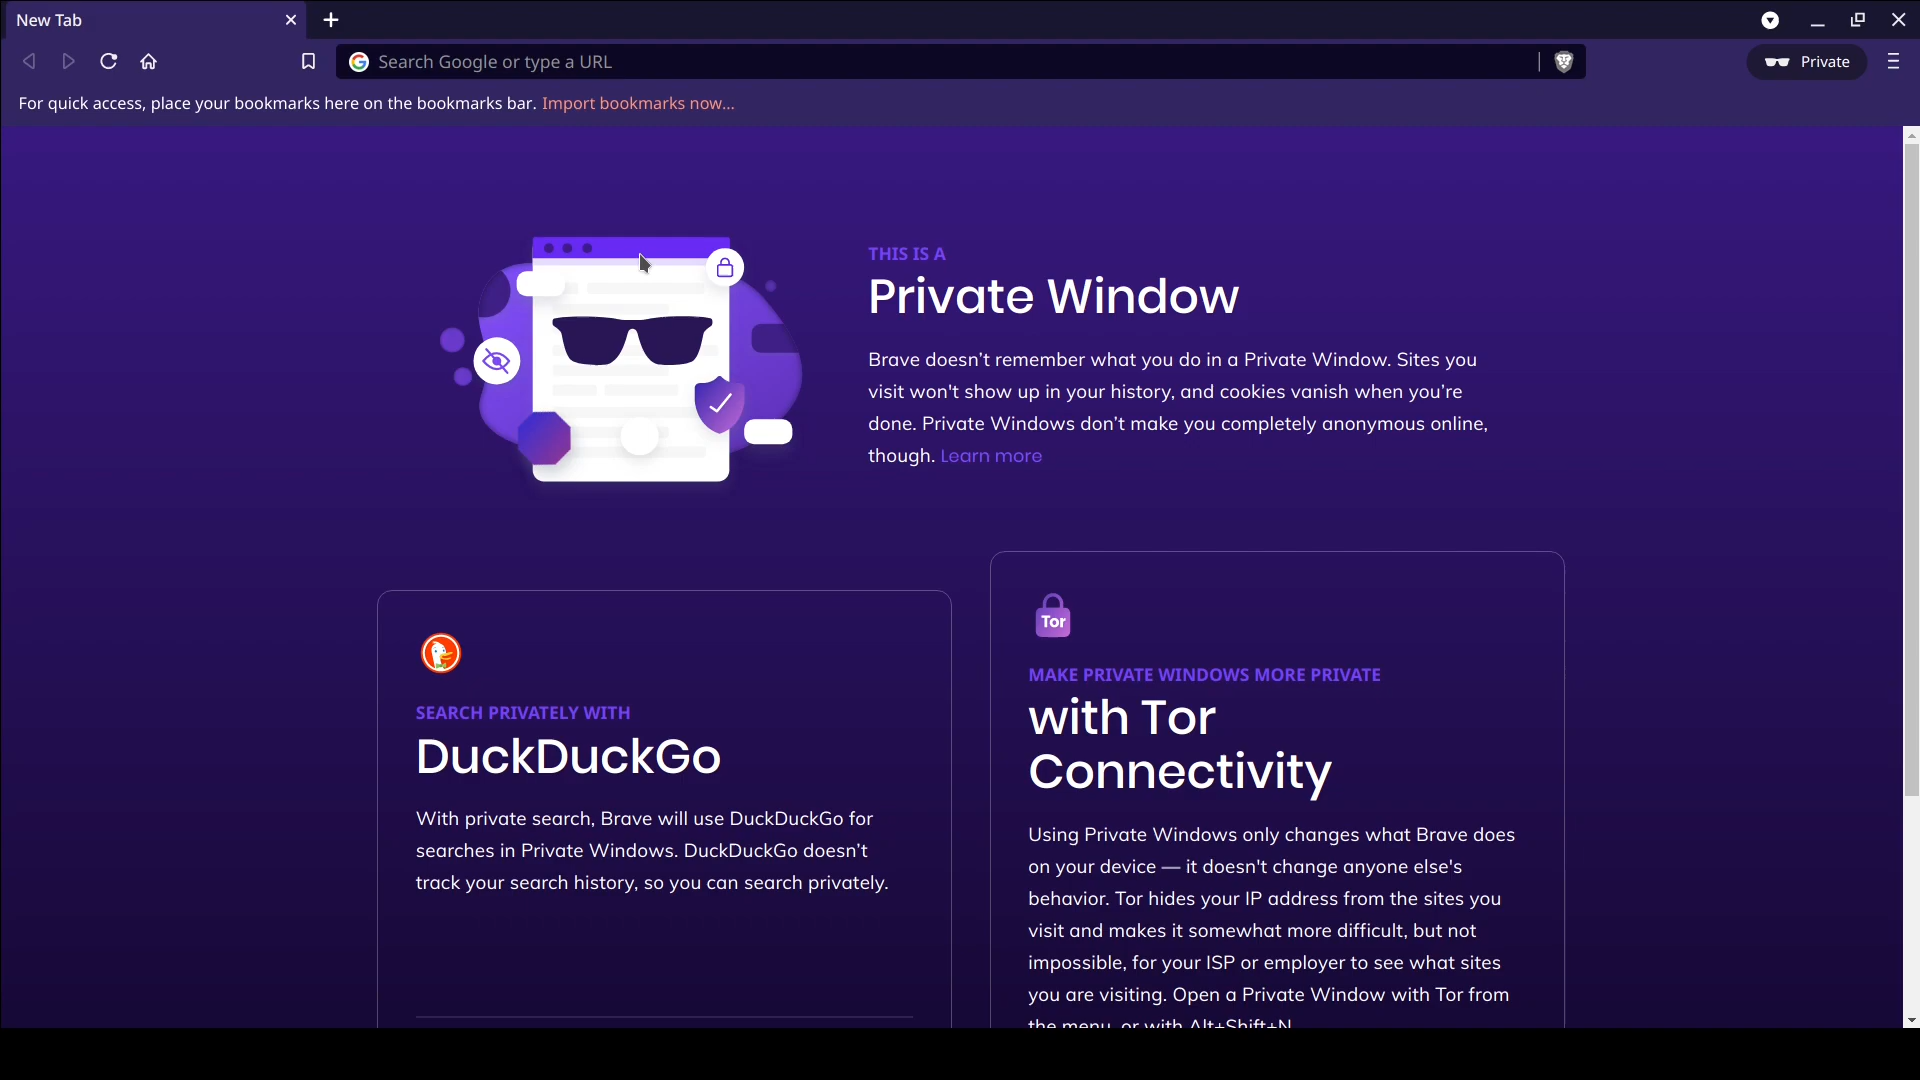 New Tab
Search Google or type a URL
Private
For quick access, place your bookmarks here on the bookmarks bar. Import bookmarks now...
THIS IS A
Private Window
Brave doesn’t remember what you do in a Private Window. Sites you
visit won't show up in your history, and cookies vanish when you’re
done. Private Windows don’t make you completely anonymous online,
though. Learn more
SEARCH PRIVATELY WITH
DuckDuckGo
With private search, Brave will use DuckDuckGo for
searches in Private Windows. DuckDuckGo doesn’t
track your search history, so you can search privately.
Tor
MAKE PRIVATE WINDOWS MORE PRIVATE
with Tor
Connectivity
Using Private Windows only changes what Brave does
on your device — it doesn't change anyone else's
behavior. Tor hides your IP address from the sites you
visit and makes it somewhat more difficult, but not
impossible, for your ISP or employer to see what sites
you are visiting. Open a Private Window with Tor from
the menu, or with Alt+Shift+N